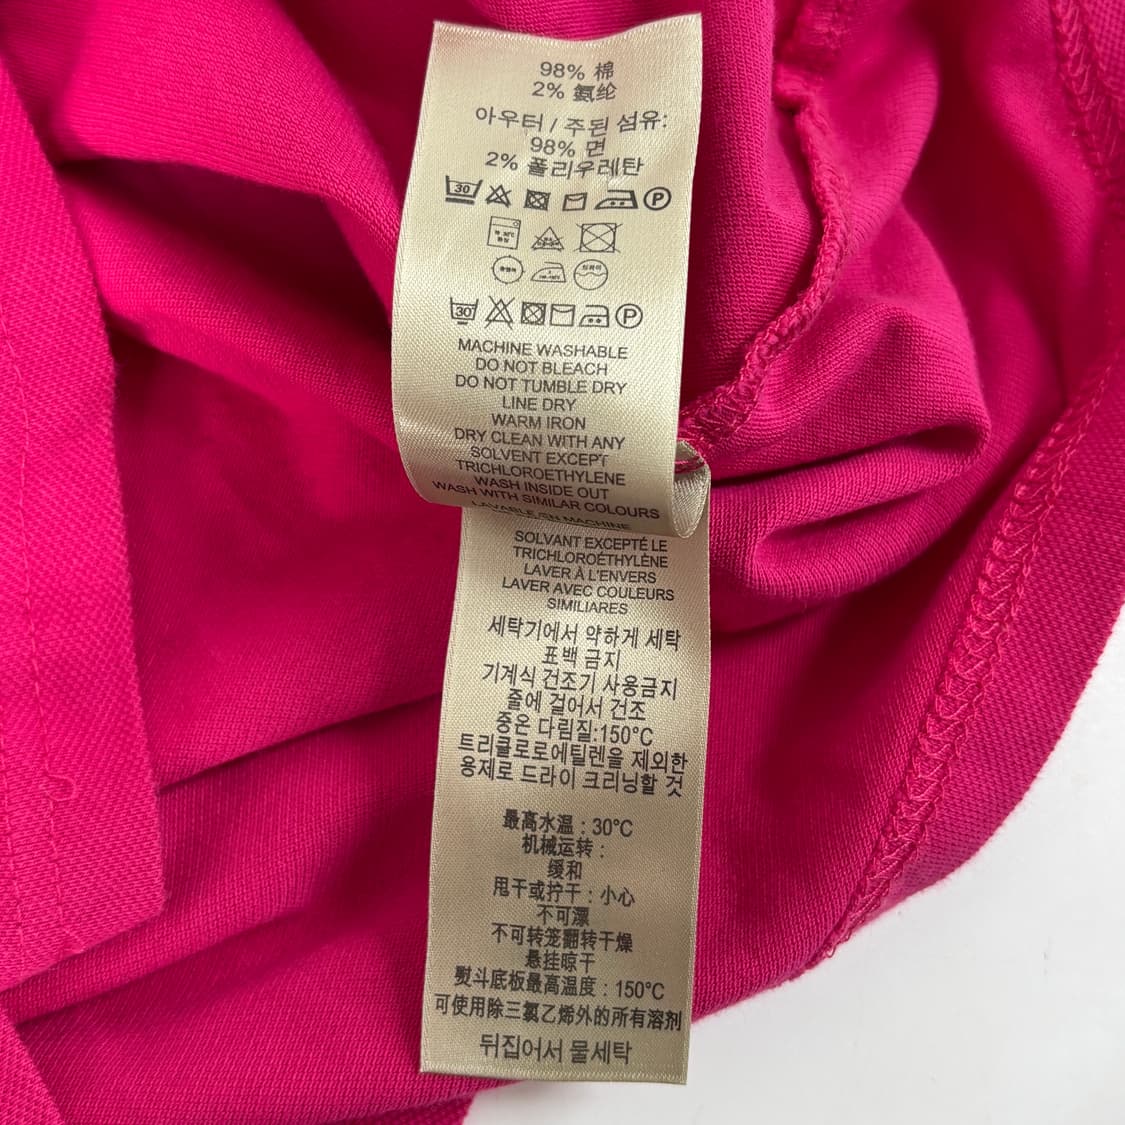 98% 棉
2% 氨纶
아우터 / 주된 섬유:
98% 면
2% 폴리우레탄
30 P
30 P
MACHINE WASHABLE
DO NOT BLEACH
DO NOT TUMBLE DRY
LINE DRY
WARM IRON
DRY CLEAN WITH ANY
SOLVENT EXCEPT
TRICHLOROETHYLENE
WASH INSIDE OUT
WASH WITH SIMILAR COLOURS
LAVABLE EN MACHINE
SOLVANT EXCEPTÉ LE
TRICHLOROÉTHYLÈNE
LAVER À L'ENVERS
LAVER AVEC COULEURS
SIMILIARES
세탁기에서 약하게 세탁
표백 금지
기계식 건조기 사용금지
줄에 걸어서 건조
중온 다림질:150°C
트리클로로에틸렌을 제외한
용제로 드라이 크리닝할 것
最高水温:30°C
机械运转:
缓和
甩干或拧干:小心
不可漂
不可转笼翻转干燥
悬挂晾干
熨斗底板最高温度:150°C
可使用除三氯乙烯外的所有溶剂
뒤집어서 물세탁